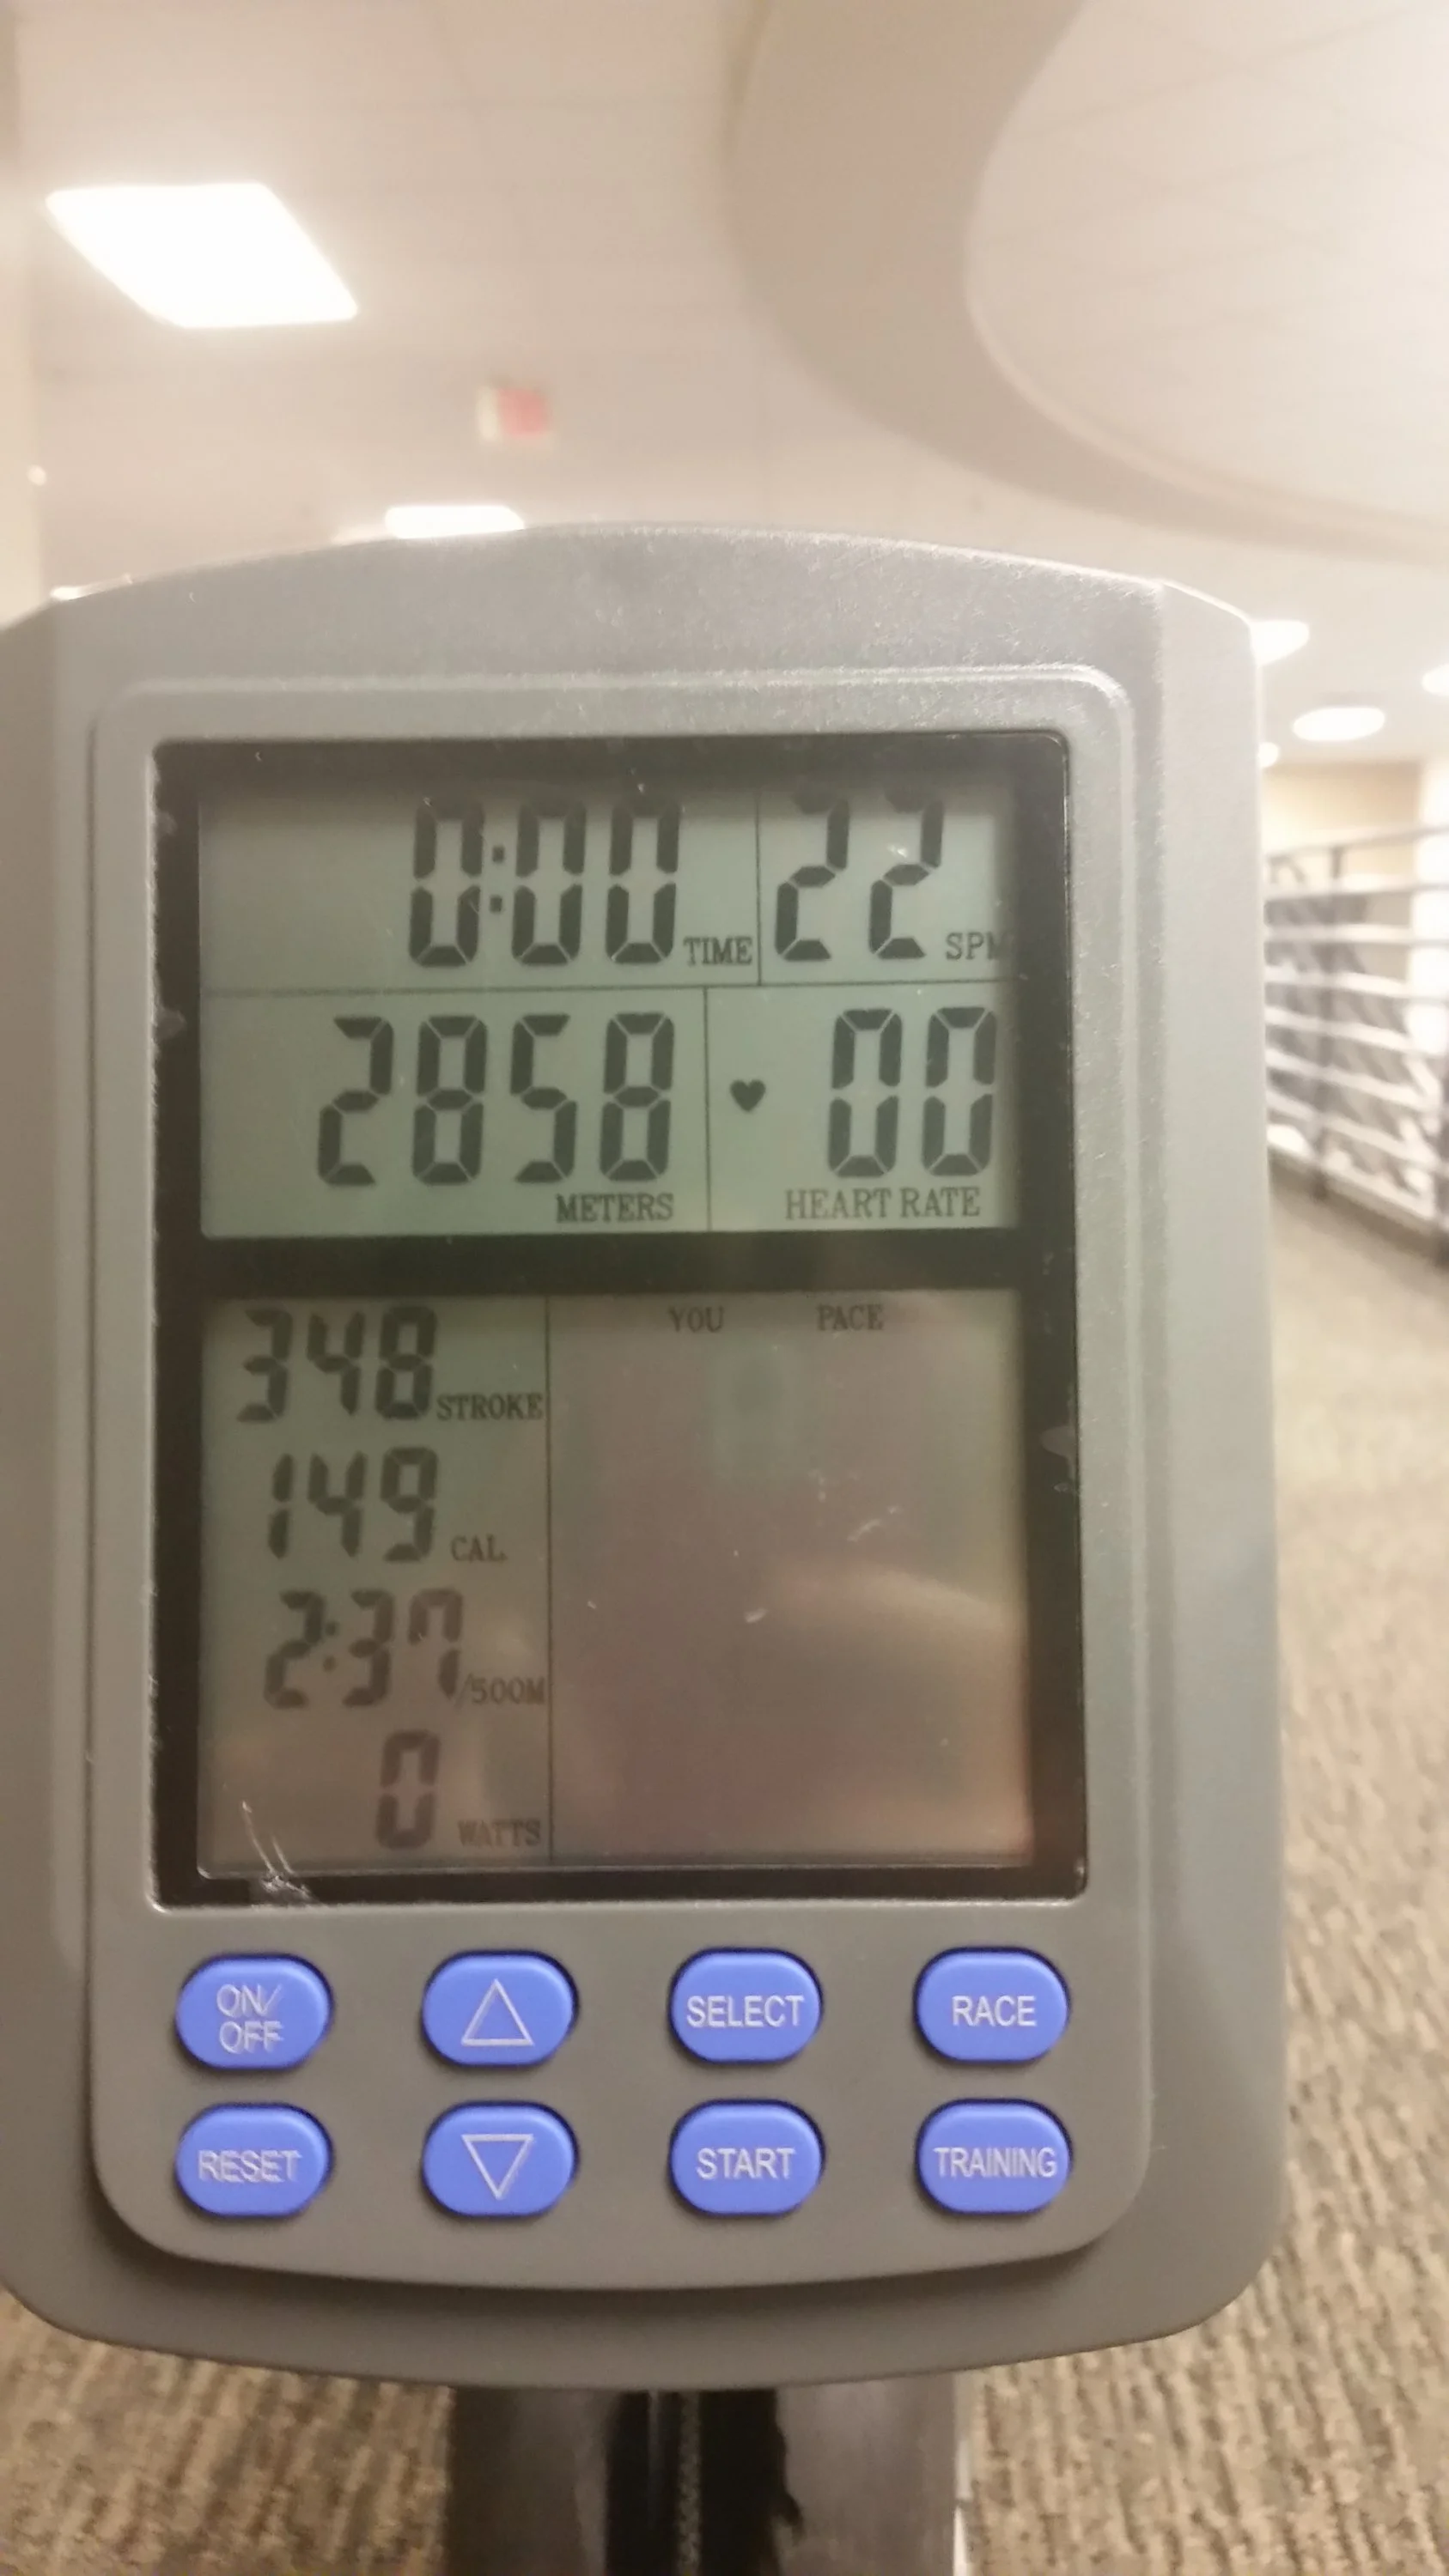 0:00 TIME 22 SPM
2858 METERS ♥ 00 HEART RATE
348 STROKE YOU PACE
149 CAL
2:37 /500M
0 WATTS
ON/OFF △ SELECT RACE
RESET ▽ START TRAINING